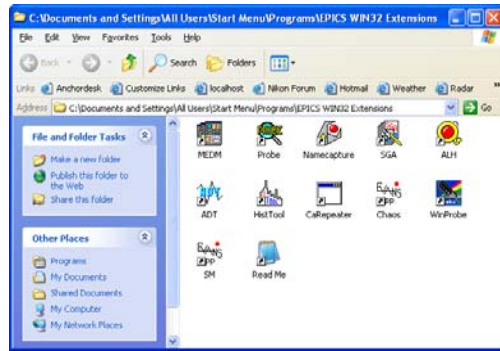 C:\Documents and Settings\All Users\Start Menu\Programs\EPICS WIN32 Extensions
File Edit View Favorites Tools Help
Back Search Folders
Links Anchordesk Customize Links localhost Nikon Forum Hotmail Weather Radar »
Address C:\Documents and Settings\All Users\Start Menu\Programs\EPICS WIN32 Extensions Go
File and Folder Tasks
Make a new folder
Publish this folder to
the Web
Share this folder
Other Places
Programs
My Documents
Shared Documents
My Computer
My Network Places
MEDM Probe Namecapture SGA ALH
ADT HistTool CaRepeater Chaos WinProbe
SM Read Me